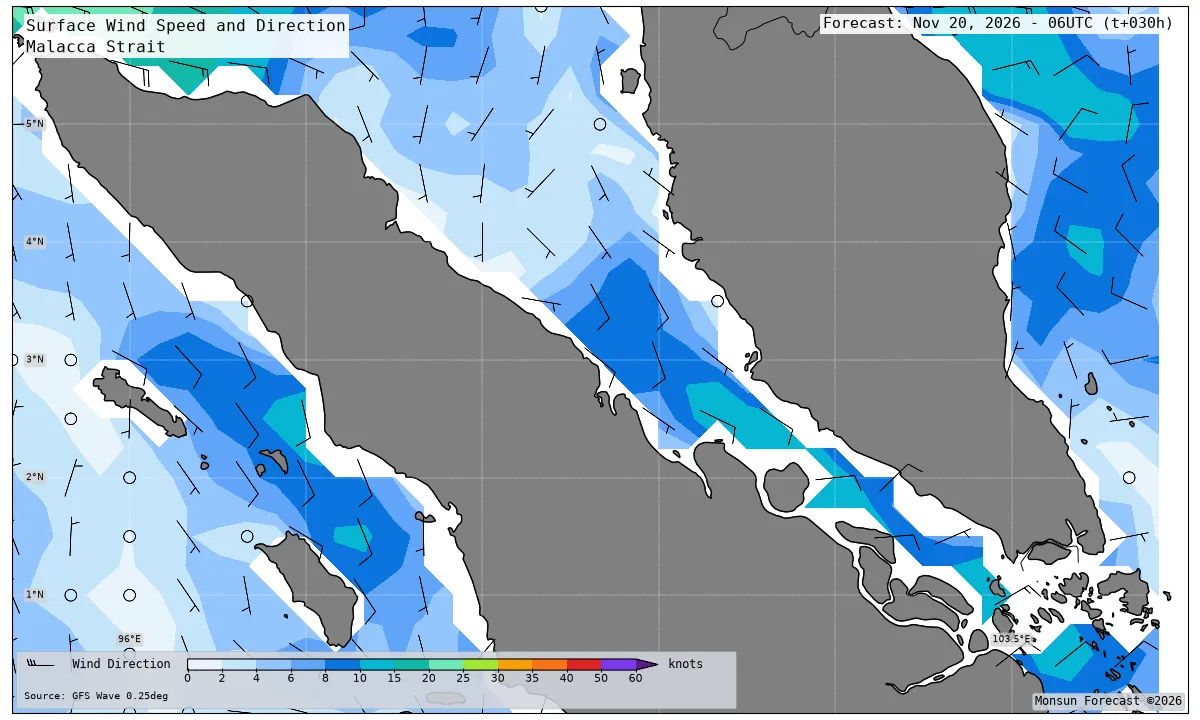 Surface Wind Speed and Direction
Malacca Strait
Forecast: Nov 20, 2026 - 06UTC (t+030h)
5°N
4°N
3°N
2°N
1°N
96°E
103.5°E
Wind Direction
0 2 4 6 8 10 15 20 25 30 35 40 50 60
knots
Source: GFS Wave 0.25deg
Monsun Forecast ©2026